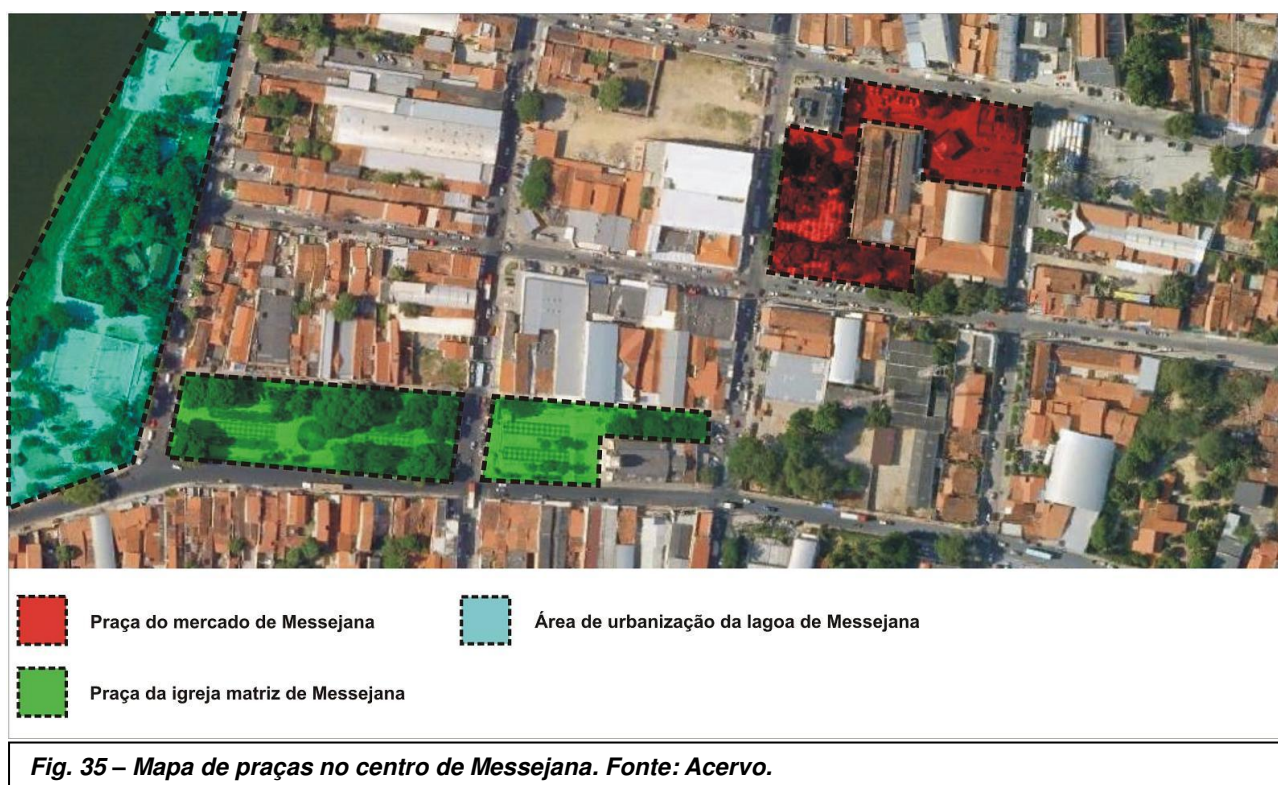 Praça do mercado de Messejana
Área de urbanização da lagoa de Messejana
Praça da igreja matriz de Messejana
Fig. 35 – Mapa de praças no centro de Messejana. Fonte: Acervo.